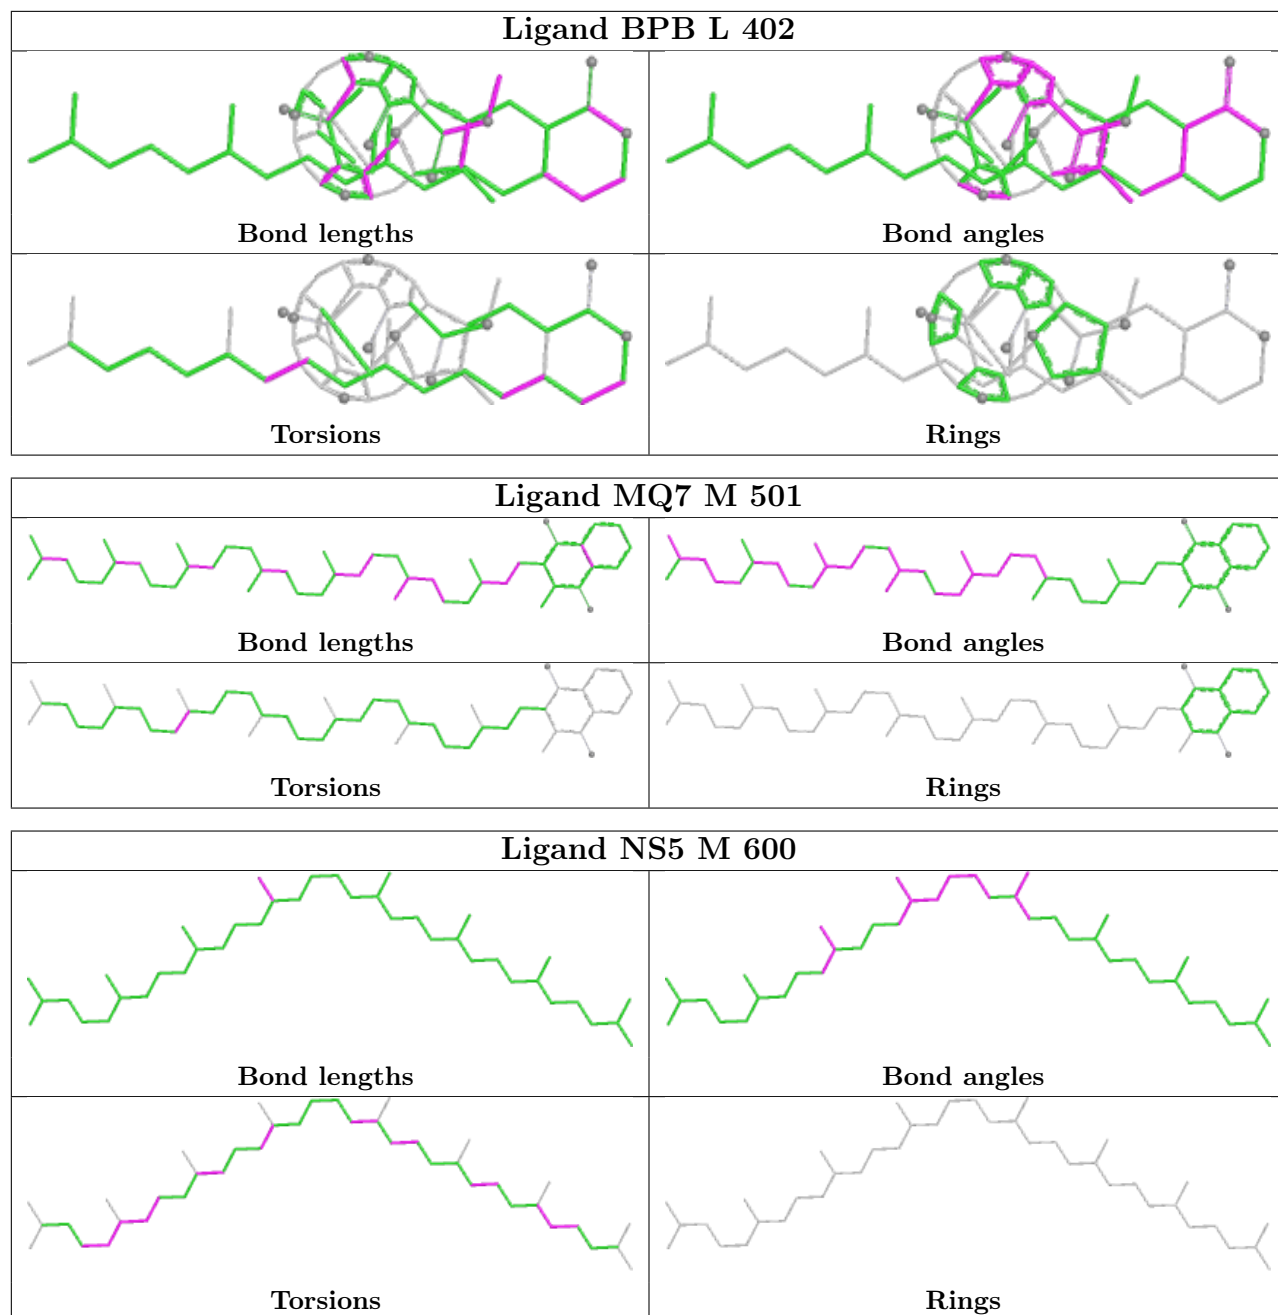 Ligand BPB L 402
Bond lengths
Bond angles
Torsions
Rings
Ligand MQ7 M 501
Bond lengths
Bond angles
Torsions
Rings
Ligand NS5 M 600
Bond lengths
Bond angles
Torsions
Rings